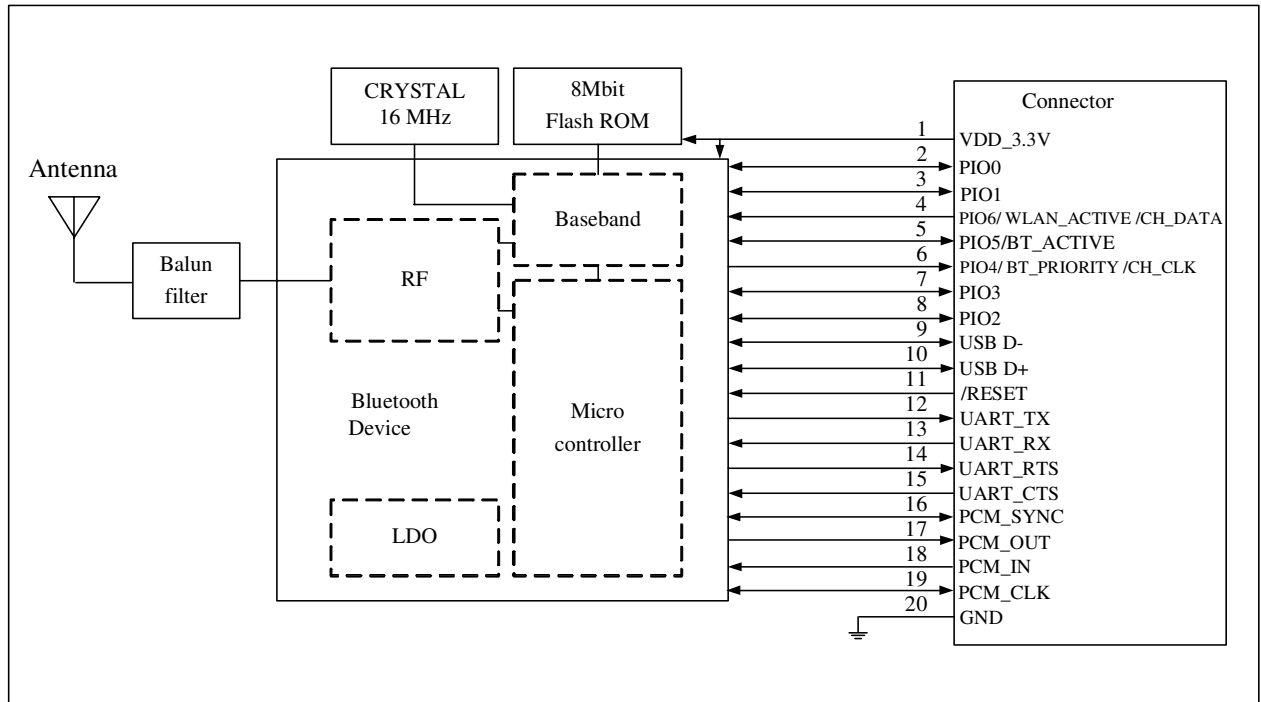 CRYSTAL
16 MHz
8Mbit
Flash ROM
Connector
Antenna
Balun
filter
RF
Baseband
Bluetooth
Device
Micro
controller
LDO
1 VDD_3.3V
2 PIO0
3 PIO1
4 PIO6/ WLAN_ACTIVE /CH_DATA
5 PIO5/BT_ACTIVE
6 PIO4/ BT_PRIORITY /CH_CLK
7 PIO3
8 PIO2
9 USB D-
10 USB D+
11 /RESET
12 UART_TX
13 UART_RX
14 UART_RTS
15 UART_CTS
16 PCM_SYNC
17 PCM_OUT
18 PCM_IN
19 PCM_CLK
20 GND